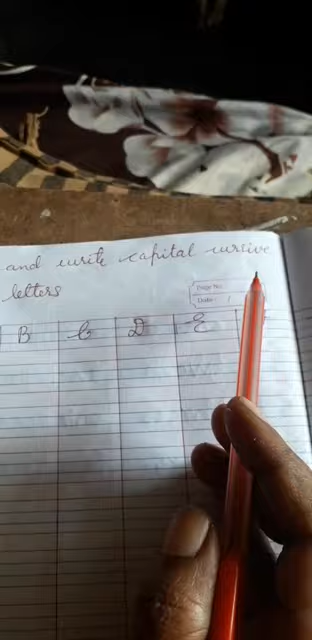 and write capital cursive
letters
Page No.
Date: / 
B C D E